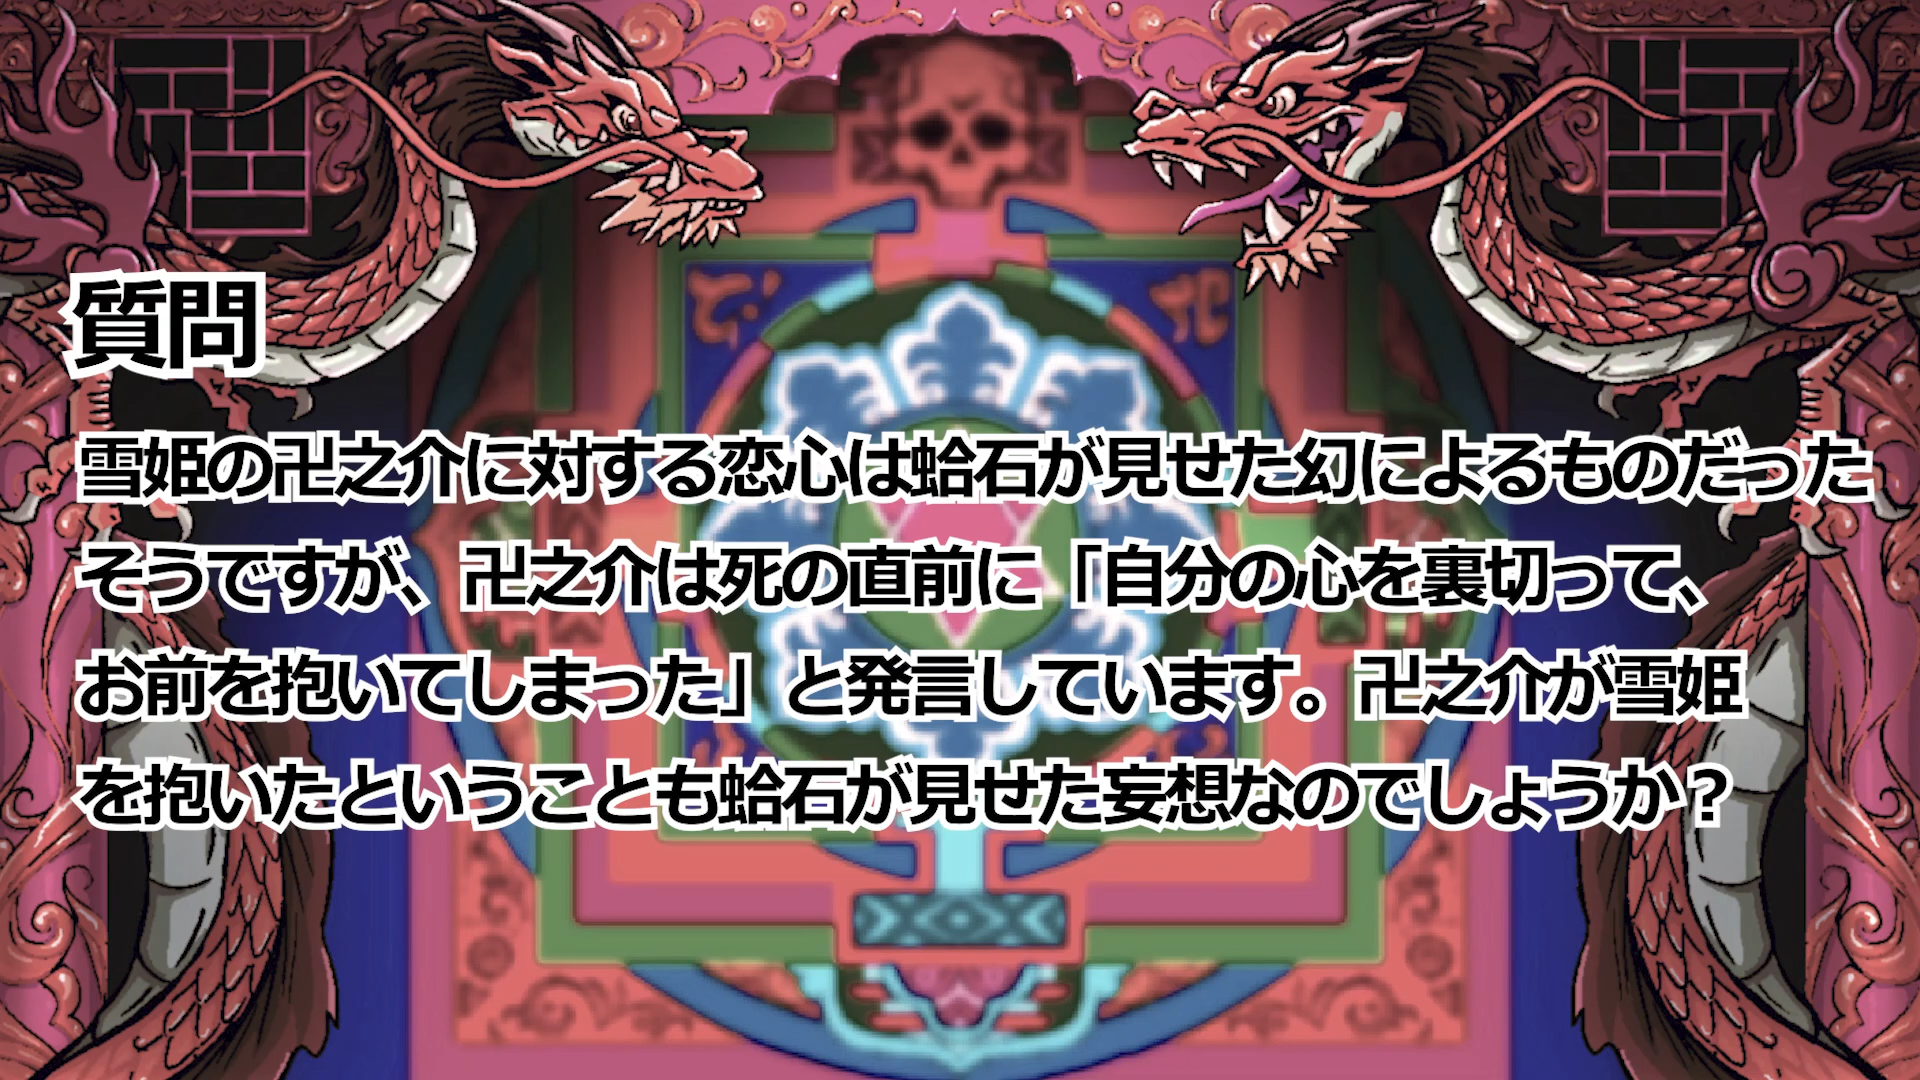 質問
雪姫の卍之介に対する恋心は蛤石が見せた幻によるものだった
そうですが、卍之介は死の直前に「自分の心を裏切って、
お前を抱いてしまった」と発言しています。卍之介が雪姫
を抱いたということも蛤石が見せた妄想なのでしょうか？